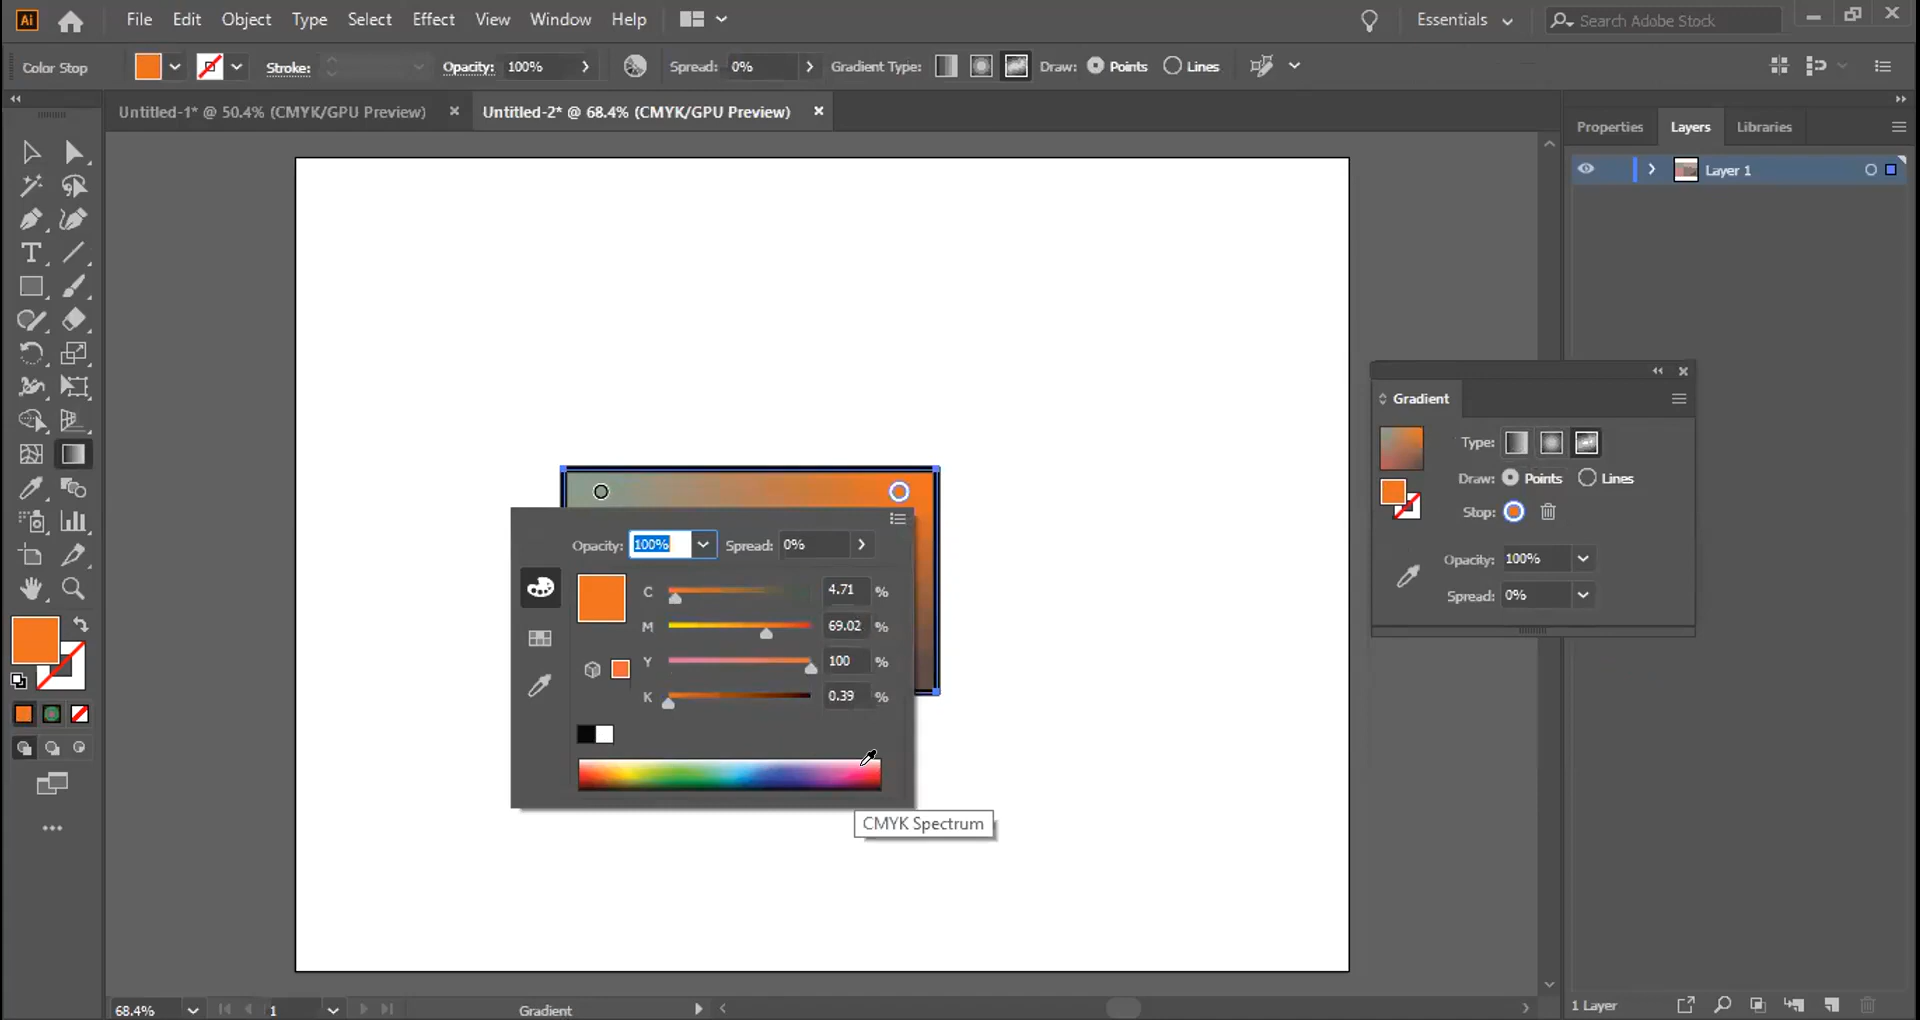 Ai File Edit Object Type Select Effect View Window Help Essentials Search Adobe Stock
Color Stop Stroke: Opacity: 100% Spread: 0% Gradient Type: Draw: Points Lines
Untitled-1* @ 50.4% (CMYK/GPU Preview) Untitled-2* @ 68.4% (CMYK/GPU Preview)
Properties Layers Libraries
Layer 1
Gradient
Type:
Draw: Points Lines
Stop:
Opacity: 100%
Spread: 0%
Opacity: 100% Spread: 0%
C 4.71 %
M 69.02 %
Y 100 %
K 0.39 %
CMYK Spectrum
68.4% 1 Gradient
1 Layer